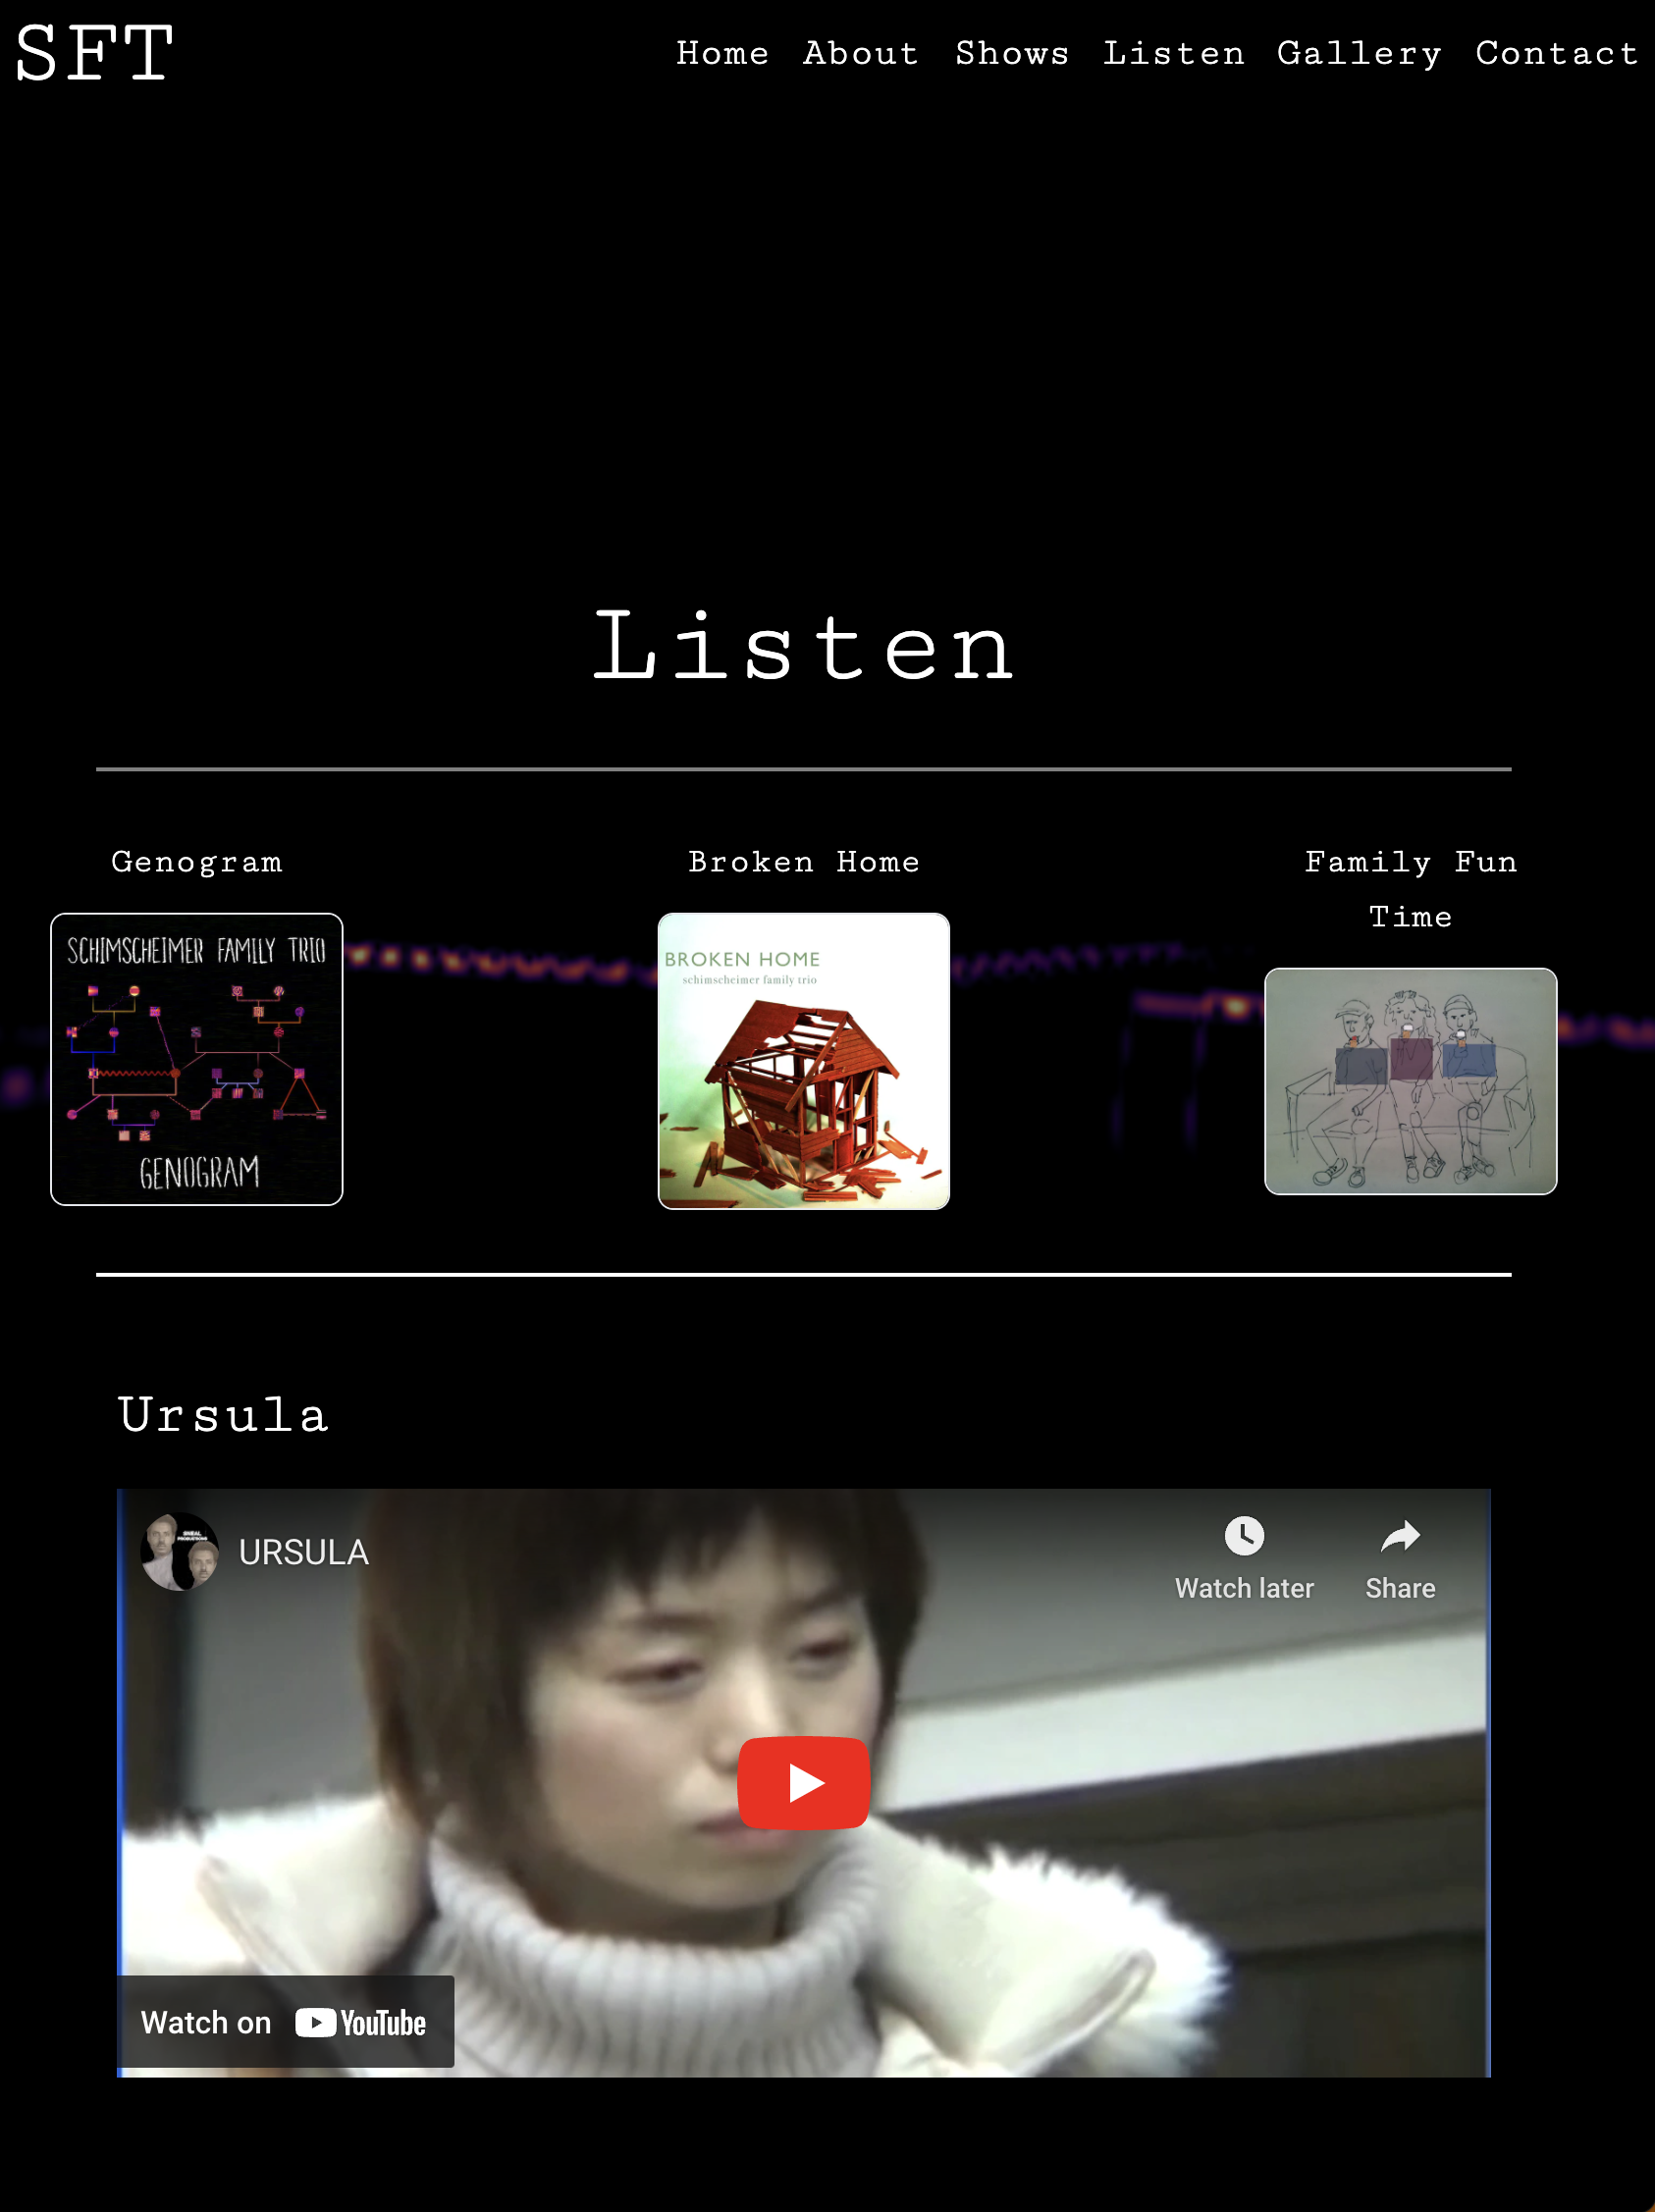 SFT
Home About Shows Listen Gallery Contact
Listen
Genogram
Broken Home
Family Fun
Time
SCHIMSCHEIMER FAMILY TRIO
GENOGRAM
BROKEN HOME
schimscheimer family trio
Ursula
URSULA
Watch later
Share
Watch on YouTube